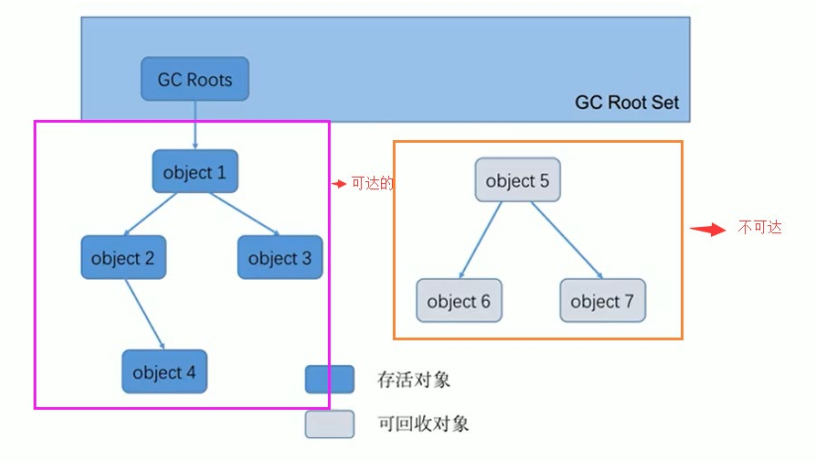 GC Roots
GC Root Set
object 1
可达的
object 5
不可达
object 2
object 3
object 6
object 7
object 4
存活对象
可回收对象